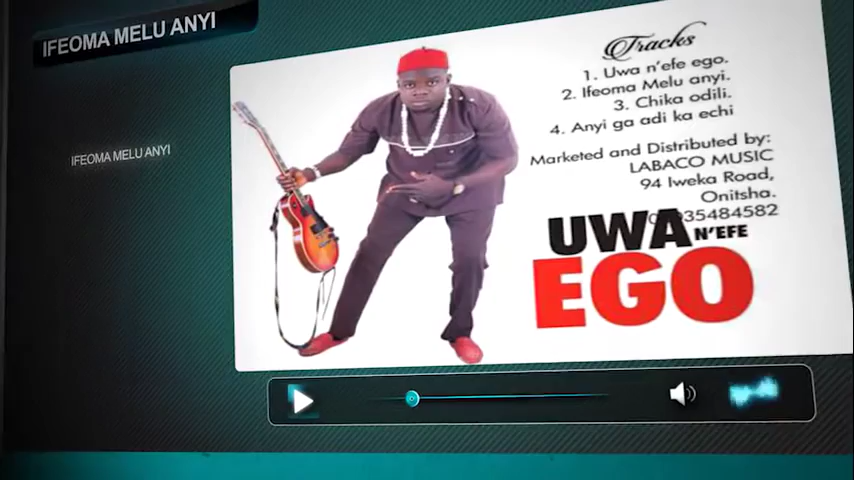 IFEOMA MELU ANYI
IFEOMA MELU ANYI
Tracks
1. Uwa n'efe ego.
2. Ifeoma Melu anyi.
3. Chika odili.
4. Anyi ga adi ka echi
Marketed and Distributed by:
LABACO MUSIC
94 Iweka Road,
Onitsha.
035484582
UWA N'EFE
EGO